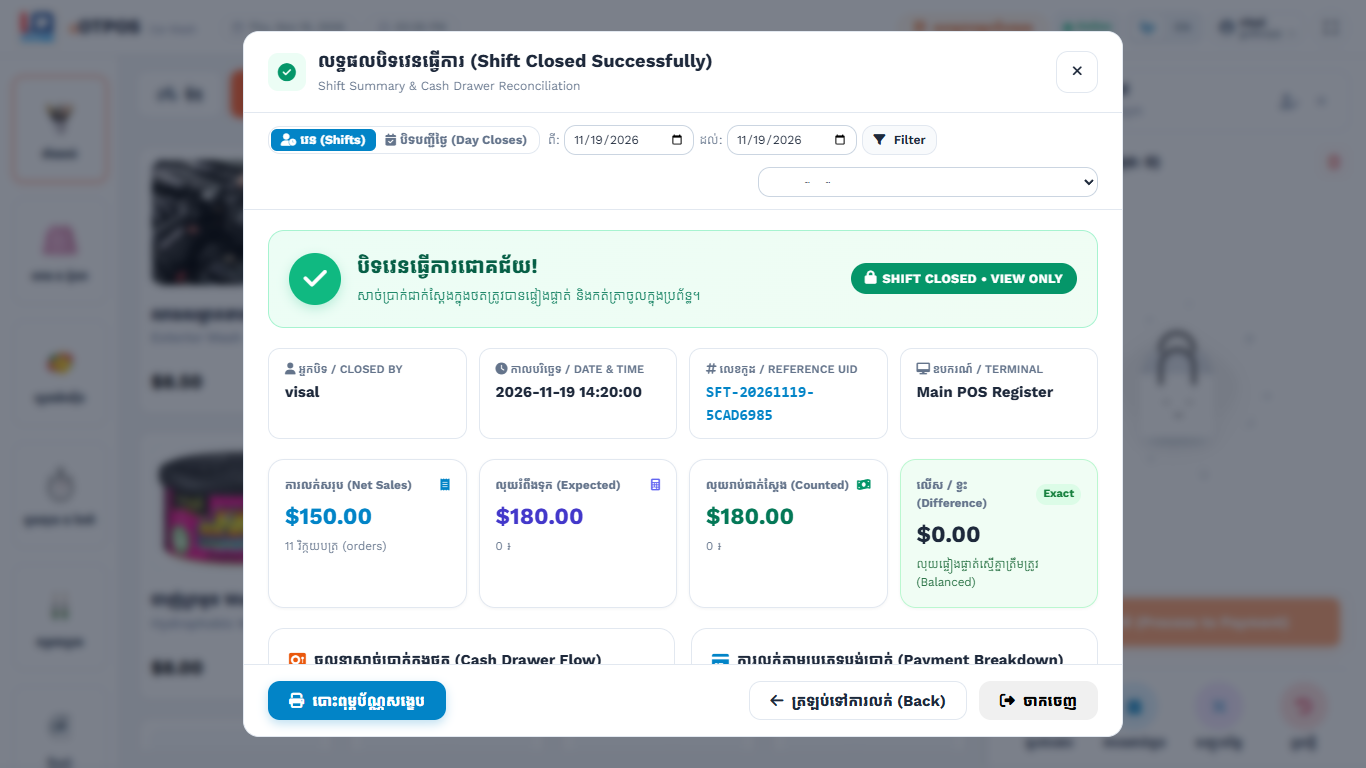 លទ្ធផលបិទវេនធ្វើការ (Shift Closed Successfully)
Shift Summary & Cash Drawer Reconciliation
វេន (Shifts)
បិទបញ្ជីថ្ងៃ (Day Closes)
ពី:
11/19/2026
ដល់:
11/19/2026
Filter
បិទវេនធ្វើការជោគជ័យ!
សាច់ប្រាក់ជាក់ស្តែងក្នុងថតត្រូវបានផ្ទៀងផ្ទាត់ និងកត់ត្រាចូលក្នុងប្រព័ន្ធ។
SHIFT CLOSED • VIEW ONLY
អ្នកបិទ / CLOSED BY
visal
កាលបរិច្ឆេទ / DATE & TIME
2026-11-19 14:20:00
លេខកូដ / REFERENCE UID
SFT-20261119-
5CAD6985
ឧបករណ៍ / TERMINAL
Main POS Register
ការលក់សរុប (Net Sales)
$150.00
11 វិក្កយបត្រ (orders)
លុយរំពឹងទុក (Expected)
$180.00
0 ៛
លុយរាប់ជាក់ស្តែង (Counted)
$180.00
0 ៛
លើស / ខ្វះ
(Difference)
Exact
$0.00
លុយផ្ទៀងផ្ទាត់ស្មើគ្នាត្រឹមត្រូវ
(Balanced)
ចលនាសាច់ប្រាក់ក្នុងថត (Cash Drawer Flow)
ការលក់តាមប្រភេទបង់ប្រាក់ (Payment Breakdown)
បោះពុម្ពប័ណ្ណសង្ខេប
ត្រឡប់ទៅការលក់ (Back)
ចាកចេញ